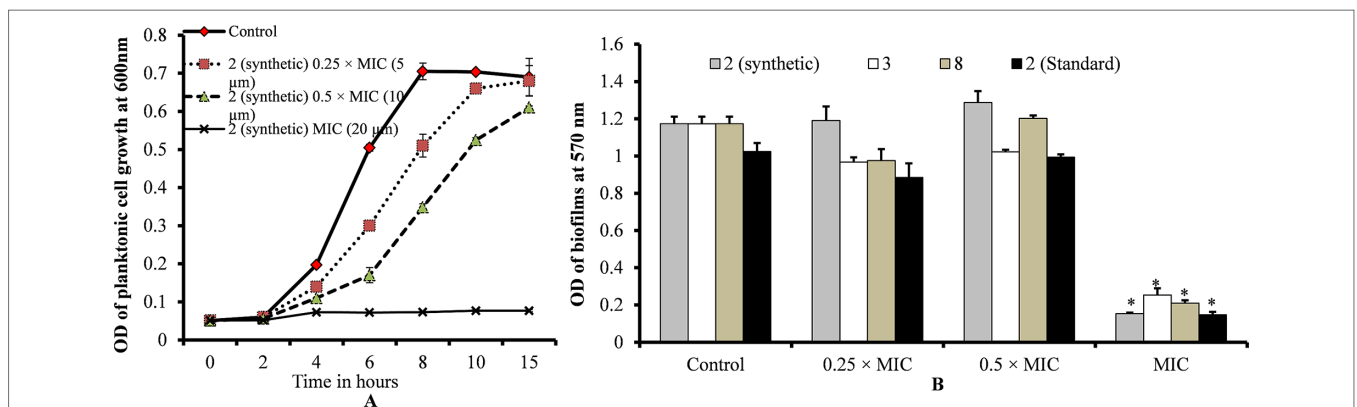 0.8
0.7
0.6
0.5
0.4
0.3
0.2
0.1
0
OD of planktonic cell growth at 600nm
Control
2 (synthetic) 0.25 × MIC (5
µm)
2 (synthetic) 0.5 × MIC (10
µm)
2 (synthetic) MIC (20 µm)
0 2 4 6 8 10 15
Time in hours
A
1.6
1.4
1.2
1
0.8
0.6
0.4
0.2
0
OD of biofilms at 570 nm
2 (synthetic) 3 8 2 (Standard)
* * * *
Control 0.25 × MIC 0.5 × MIC MIC
B